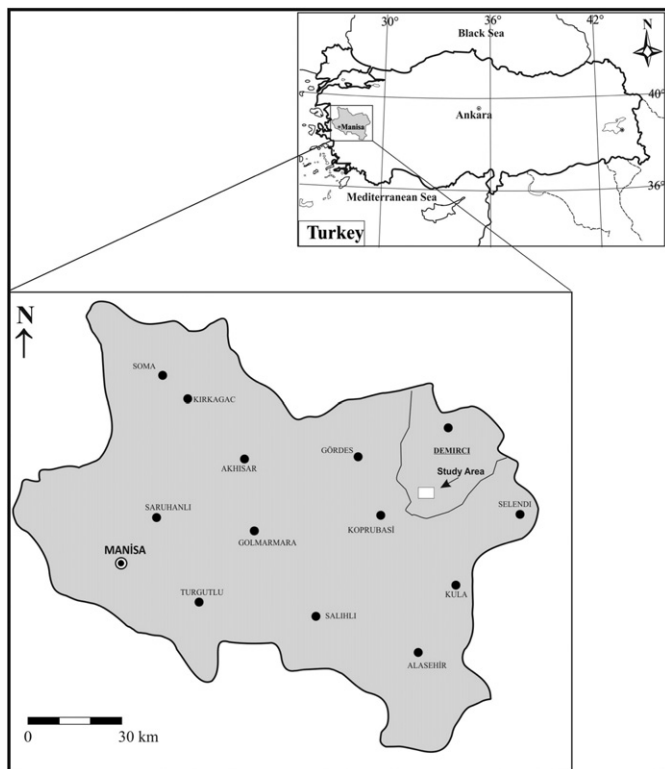 30°
36°
42°
Black Sea
N
40°
Ankara
Manisa
36°
Mediterranean Sea
Turkey
N
SOMA
KIRKAGAC
GÖRDES
DEMIRCI
AKHISAR
Study Area
SELENDI
SARUHANLI
KOPRUBASİ
GOLMARMARA
MANİSA
KULA
TURGUTLU
SALIHLI
ALASEHİR
0 30 km